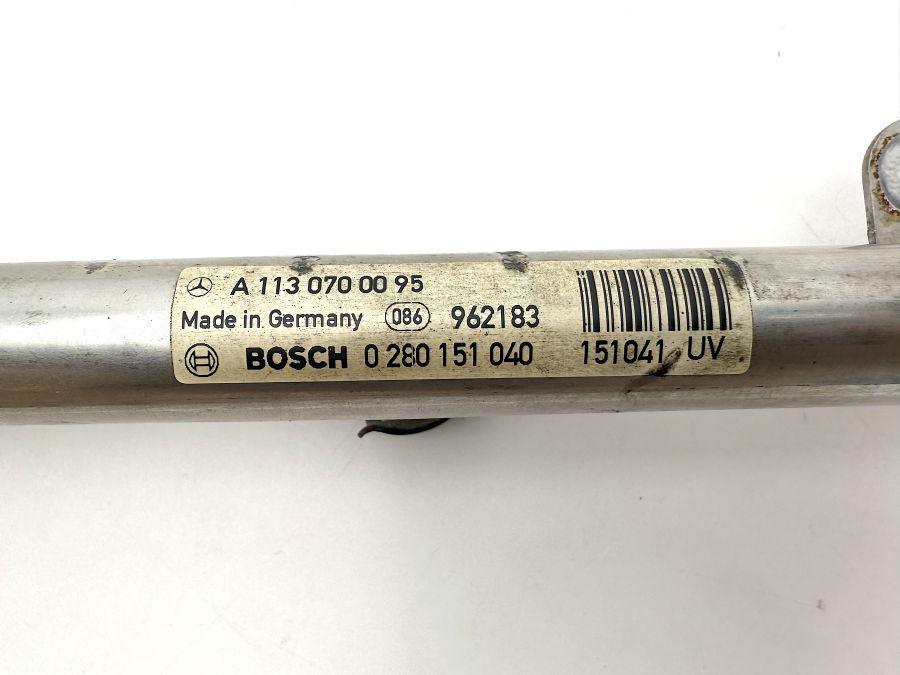 A 113 070 00 95
Made in Germany 086 962183
BOSCH 0 280 151 040 151041 UV